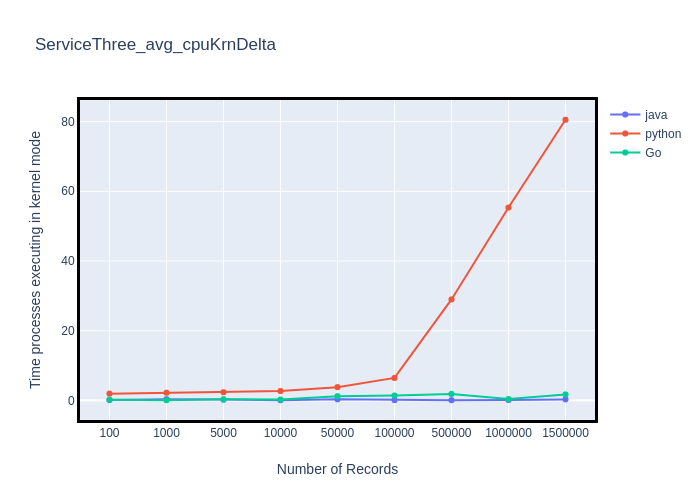 ServiceThree_avg_cpuKrnDelta
java
python
Go
Time processes executing in kernel mode
80
60
40
20
0
100 1000 5000 10000 50000 100000 500000 1000000 1500000
Number of Records